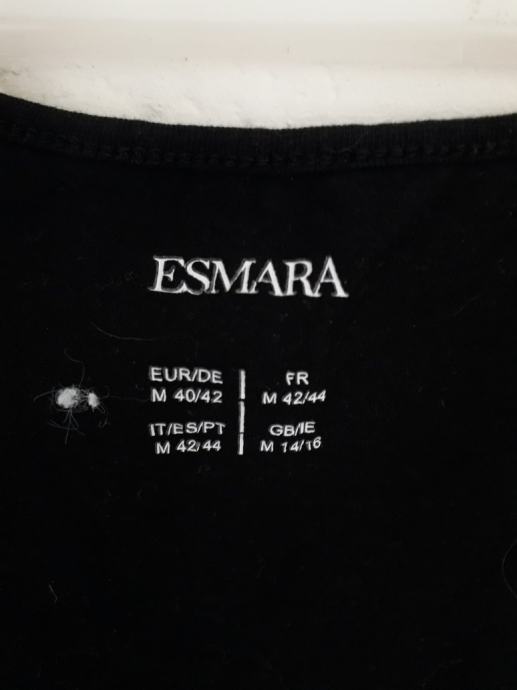 ESMARA
EUR/DE FR
M 40/42 M 42/44
IT/ES/PT GB/IE
M 42/44 M 14/16